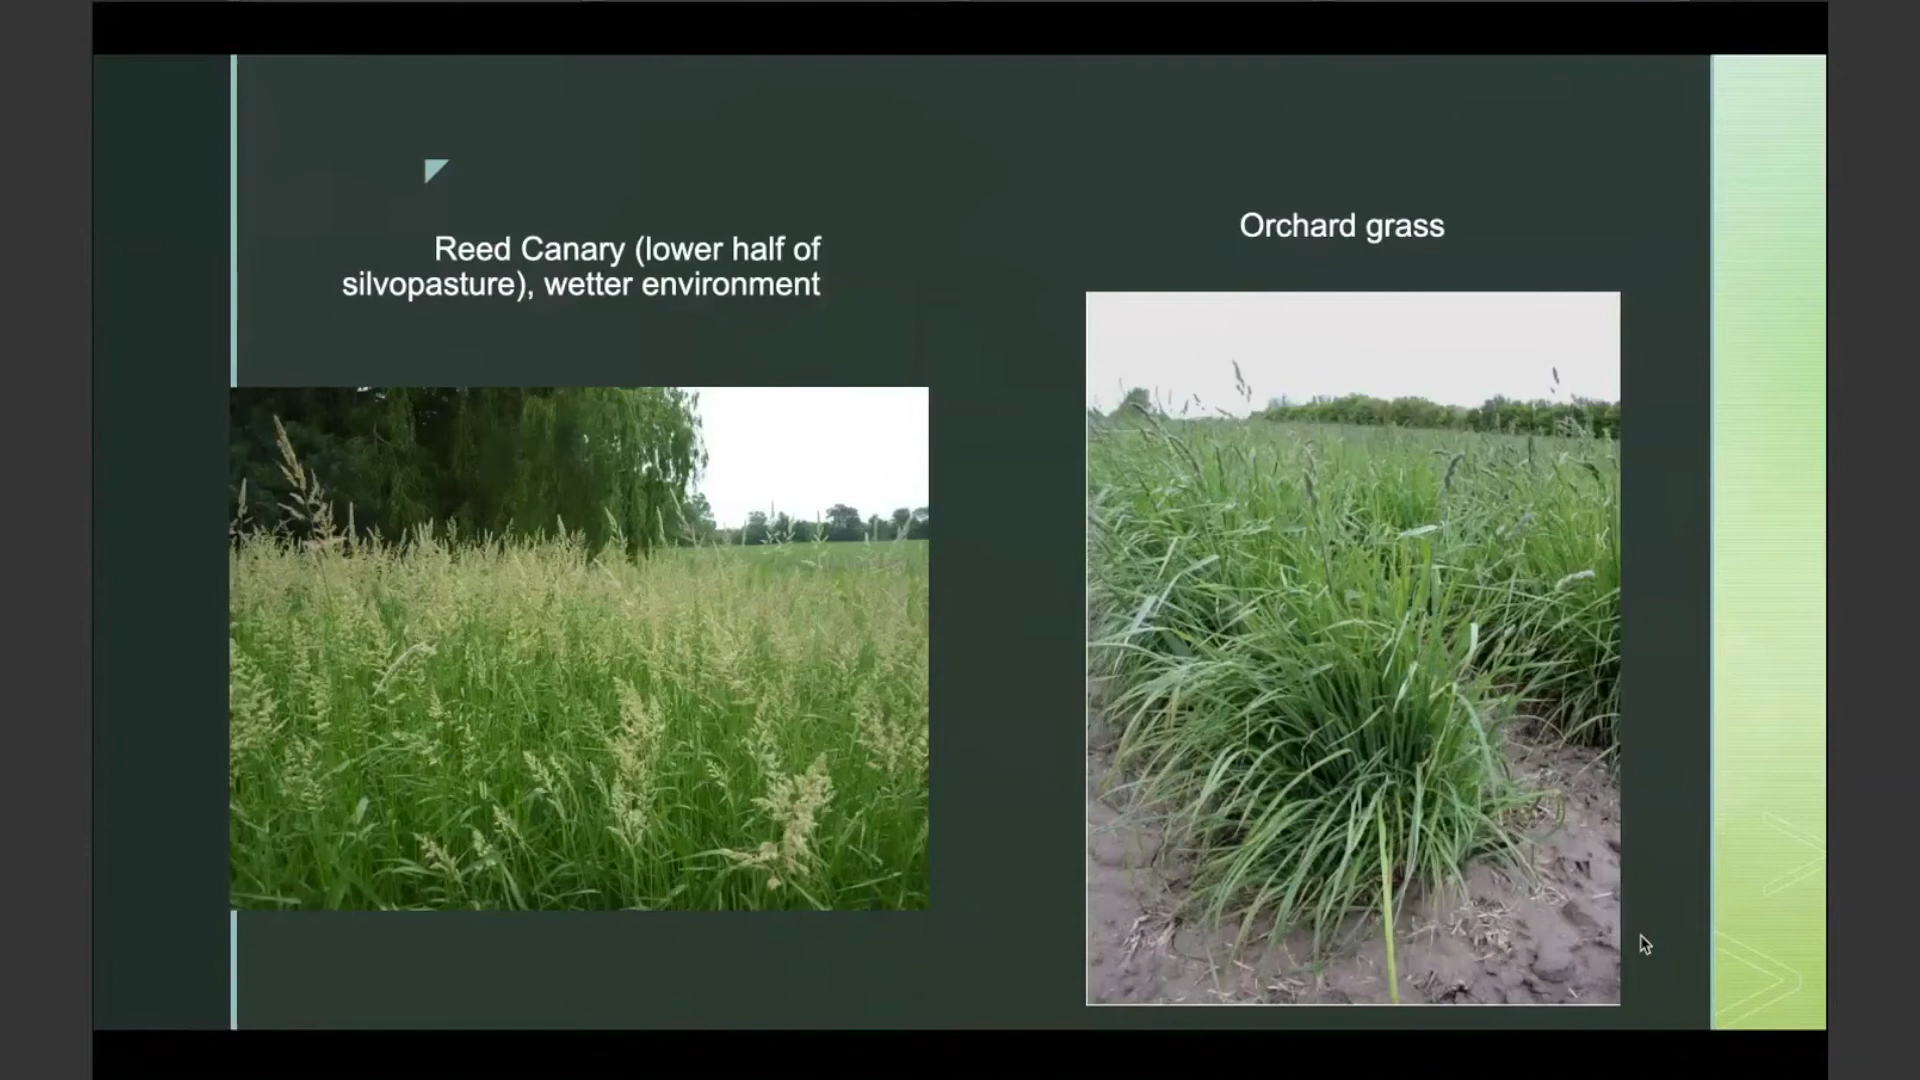 Reed Canary (lower half of
silvopasture), wetter environment
Orchard grass